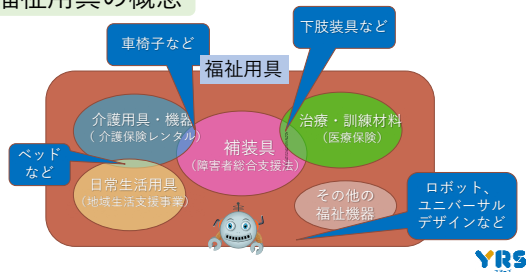 福祉用具の概念
車椅子など
下肢装具など
福祉用具
介護用具・機器
(介護保険レンタル)
治療・訓練材料
(医療保険)
補装具
(障害者総合支援法)
ベッド
など
日常生活用具
(地域生活支援事業)
その他の
福祉機器
ロボット、
ユニバーサル
デザインなど
YRS